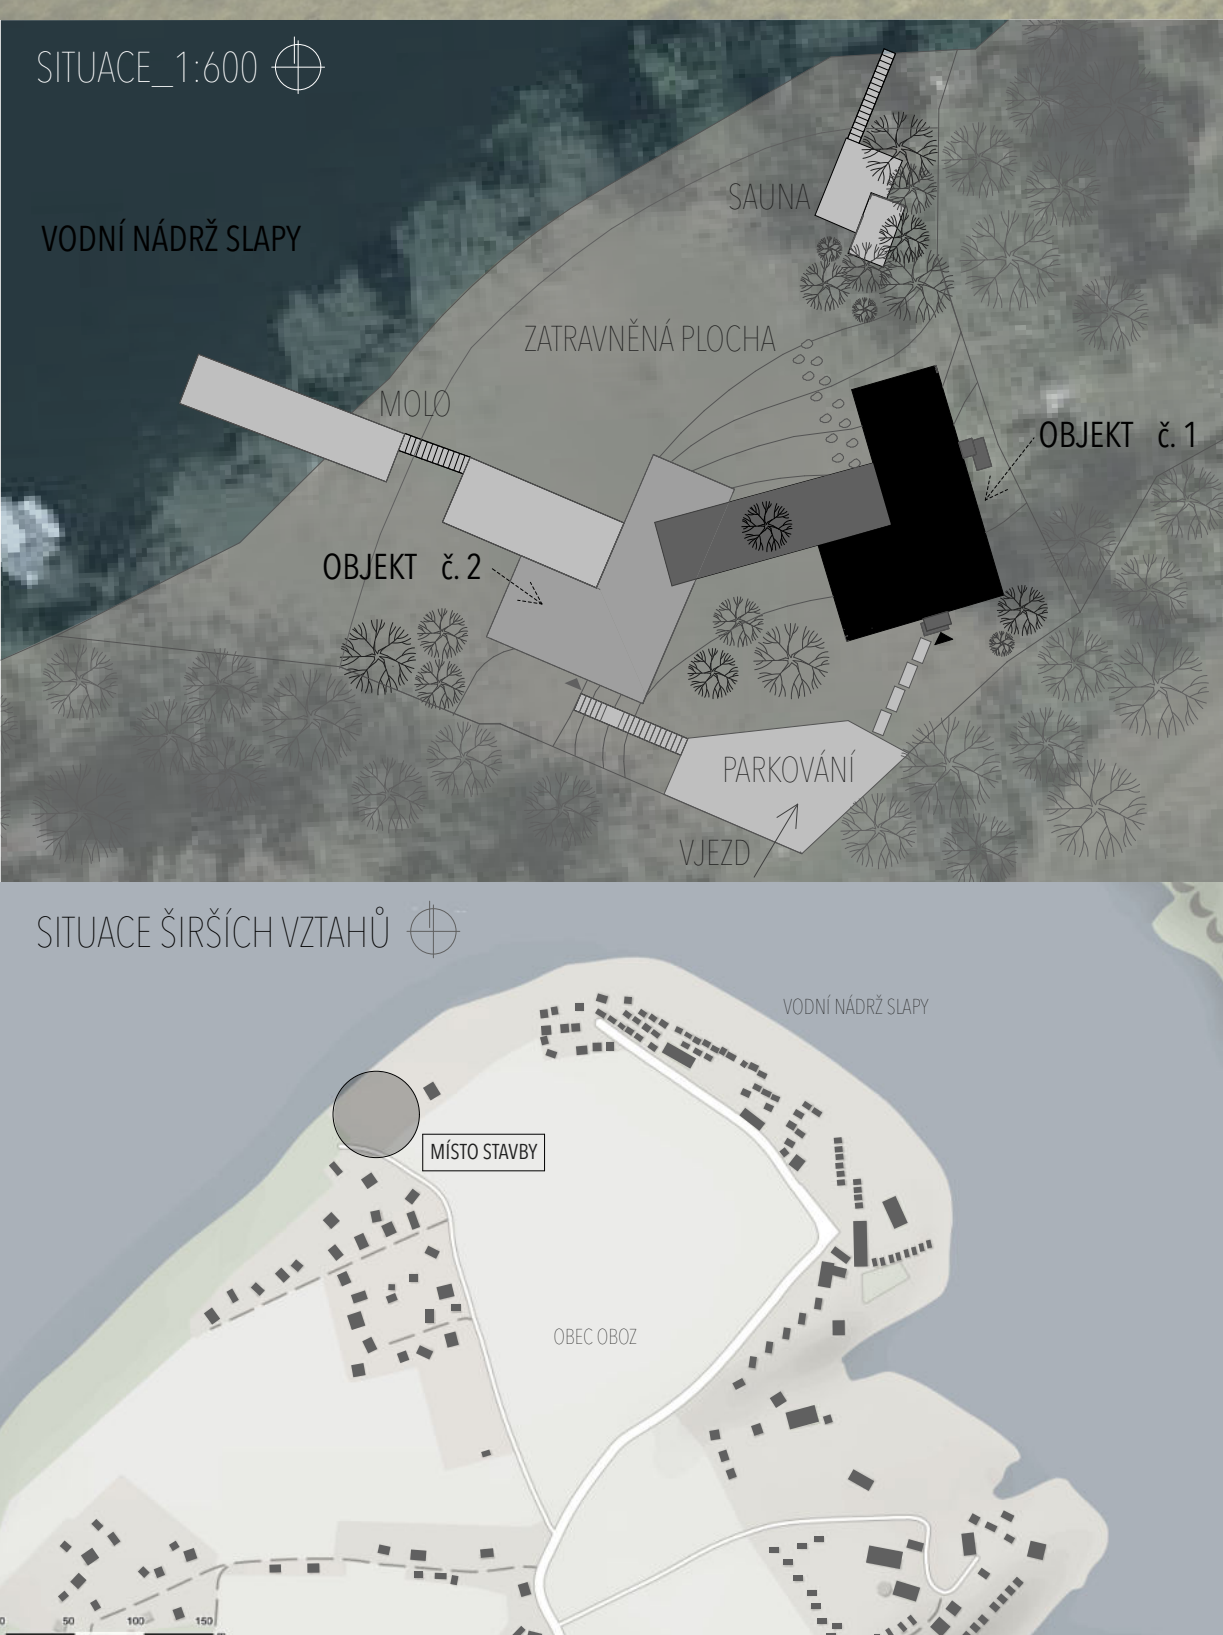 SITUACE_1:600
VODNÍ NÁDRŽ SLAPY
SAUNA
ZATRAVNĚNÁ PLOCHA
MOLO
OBJEKT č. 1
OBJEKT č. 2
PARKOVÁNÍ
VJEZD
SITUACE ŠIRŠÍCH VZTAHŮ
VODNÍ NÁDRŽ SLAPY
MÍSTO STAVBY
OBEC OBOZ
0 50 100 150